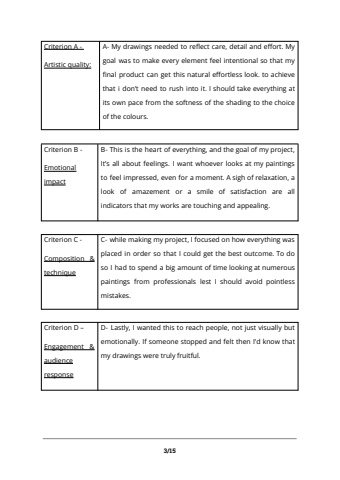 Criterion A -
Artistic quality:
A- My drawings needed to reflect care, detail and effort. My
goal was to make every element feel intentional so that my
final product can get this natural effortless look. to achieve
that i don't need to rush into it. I should take everything at
its own pace from the softness of the shading to the choice
of the colours.
Criterion B -
Emotional
impact
B- This is the heart of everything, and the goal of my project,
it's all about feelings. I want whoever looks at my paintings
to feel impressed, even for a moment. A sigh of relaxation, a
look of amazement or a smile of satisfaction are all
indicators that my works are touching and appealing.
Criterion C -
Composition &
technique
C- while making my project, I focused on how everything was
placed in order so that I could get the best outcome. To do
so I had to spend a big amount of time looking at numerous
paintings from professionals lest I should avoid pointless
mistakes.
Criterion D –
Engagement &
audience
response
D- Lastly, I wanted this to reach people, not just visually but
emotionally. If someone stopped and felt then I'd know that
my drawings were truly fruitful.
3/15